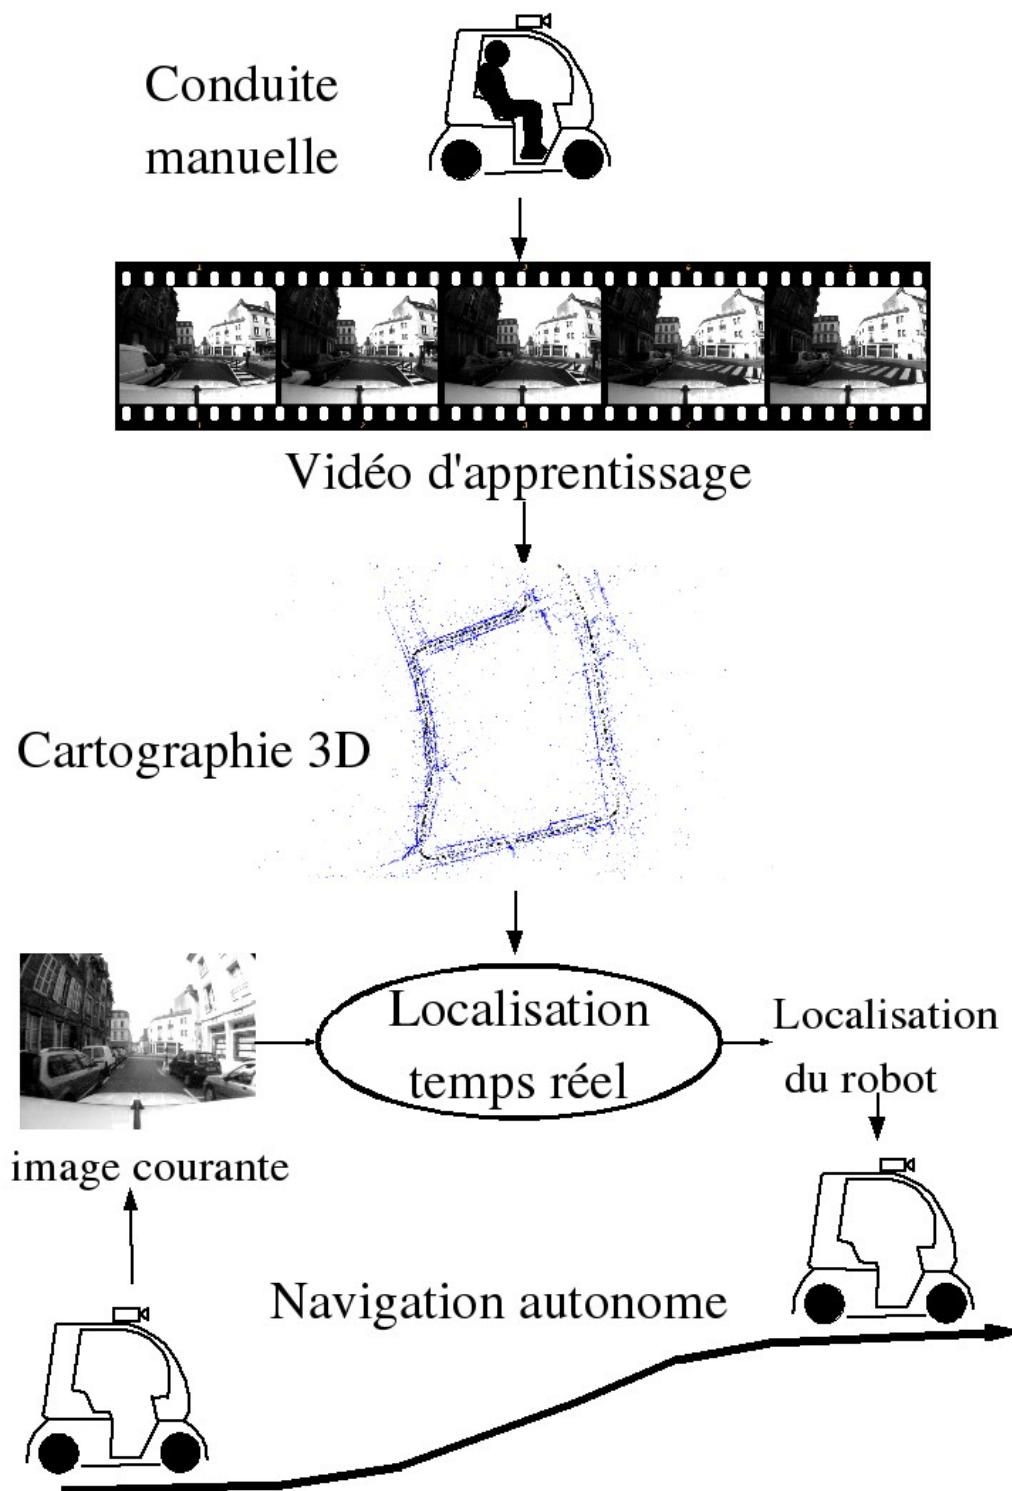 Conduite
manuelle
Vidéo d'apprentissage
Cartographie 3D
Localisation
temps réel
Localisation
du robot
image courante
Navigation autonome